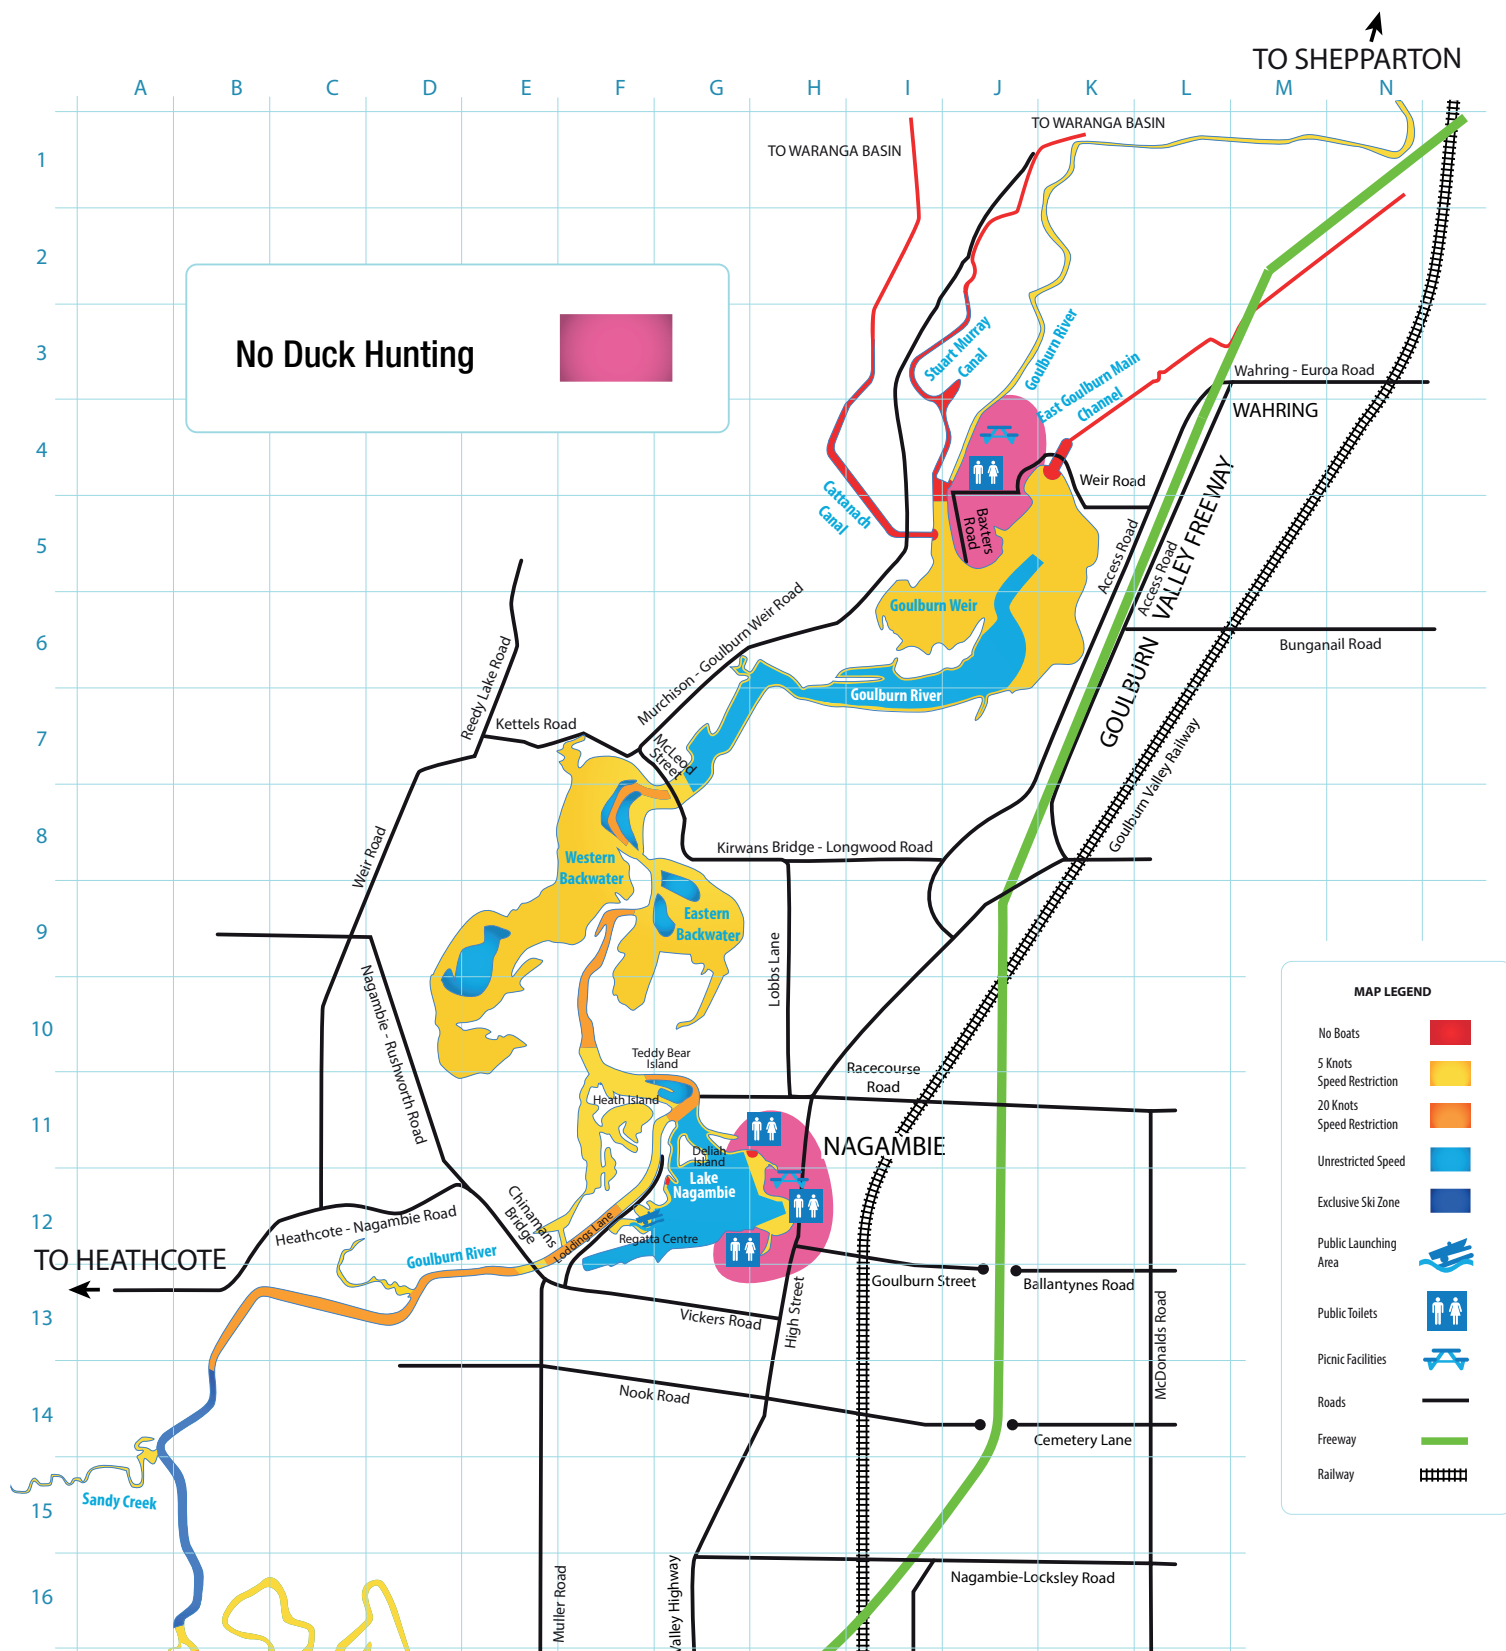 TO SHEPPARTON
A B C D E F G H I J K L M N
1
2
3
4
5
6
7
8
9
10
11
12
13
14
15
16
TO WARANGA BASIN
TO WARANGA BASIN
No Duck Hunting
Stuart Murray
Canal
Goulburn River
East Goulburn Main
Channel
Wahring - Euroa Road
WAHRING
Cattanach
Canal
Weir Road
Baxters
Road
Access Road
Access Road
GOULBURN VALLEY FREEWAY
Goulburn Weir
Bunganail Road
Murchison - Goulburn Weir Road
Reedy Lake Road
Goulburn River
Kettels Road
McLeod
Street
Goulburn Valley Railway
Weir Road
Western
Backwater
Kirwans Bridge - Longwood Road
Eastern
Backwater
Lobbs Lane
Nagambie - Rushworth Road
Teddy Bear
Island
Heath Island
Racecourse
Road
NAGAMBIE
Deliah
Island
Lake
Nagambie
Chinamans
Bridge
Loddings Lane
Regatta Centre
Heathcote - Nagambie Road
TO HEATHCOTE
Goulburn River
Goulburn Street
Ballantynes Road
Vickers Road
High Street
McDonalds Road
Nook Road
Cemetery Lane
Sandy Creek
Muller Road
Valley Highway
Nagambie-Locksley Road
MAP LEGEND
No Boats
5 Knots
Speed Restriction
20 Knots
Speed Restriction
Unrestricted Speed
Exclusive Ski Zone
Public Launching
Area
Public Toilets
Picnic Facilities
Roads
Freeway
Railway